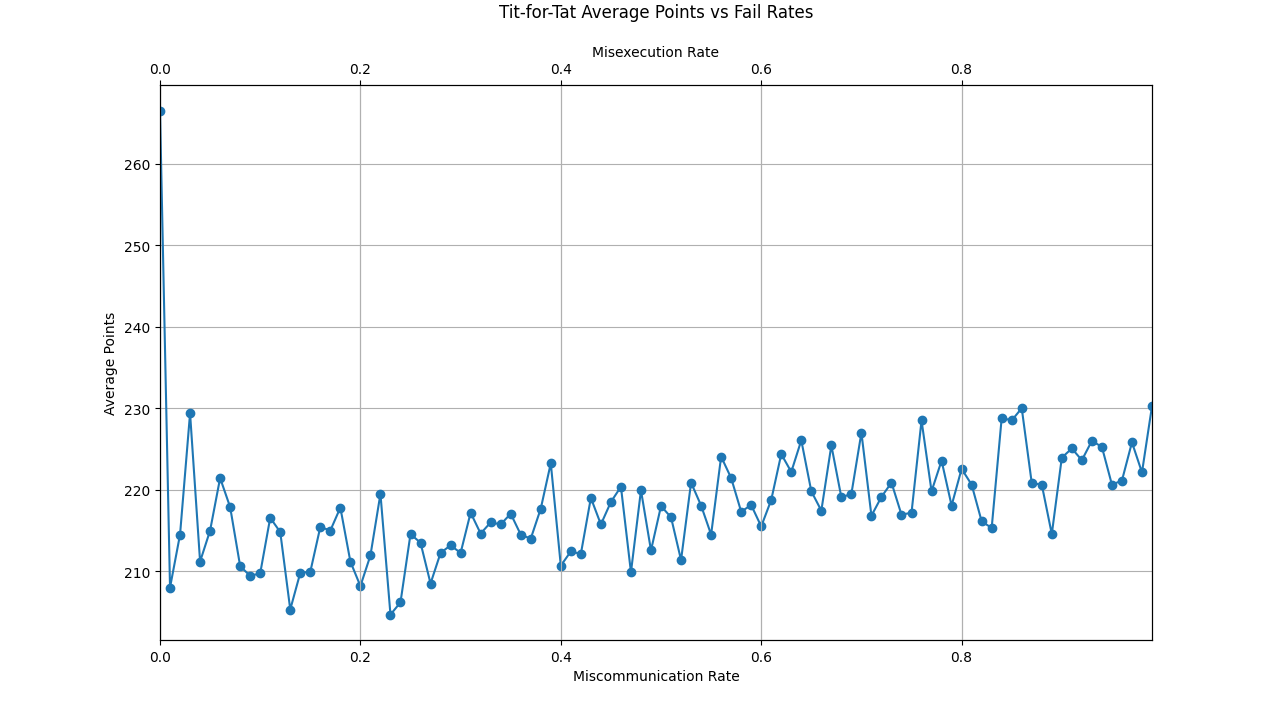 Tit-for-Tat Average Points vs Fail Rates
Misexecution Rate
0.0 0.2 0.4 0.6 0.8
260
250
240
230
220
210
Average Points
0.0 0.2 0.4 0.6 0.8
Miscommunication Rate